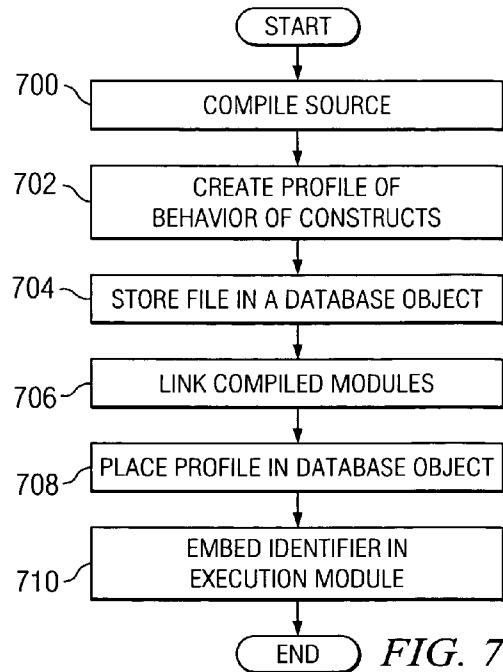 START
700
COMPILE SOURCE
702
CREATE PROFILE OF
BEHAVIOR OF CONSTRUCTS
704
STORE FILE IN A DATABASE OBJECT
706
LINK COMPILED MODULES
708
PLACE PROFILE IN DATABASE OBJECT
710
EMBED IDENTIFIER IN
EXECUTION MODULE
END
FIG. 7